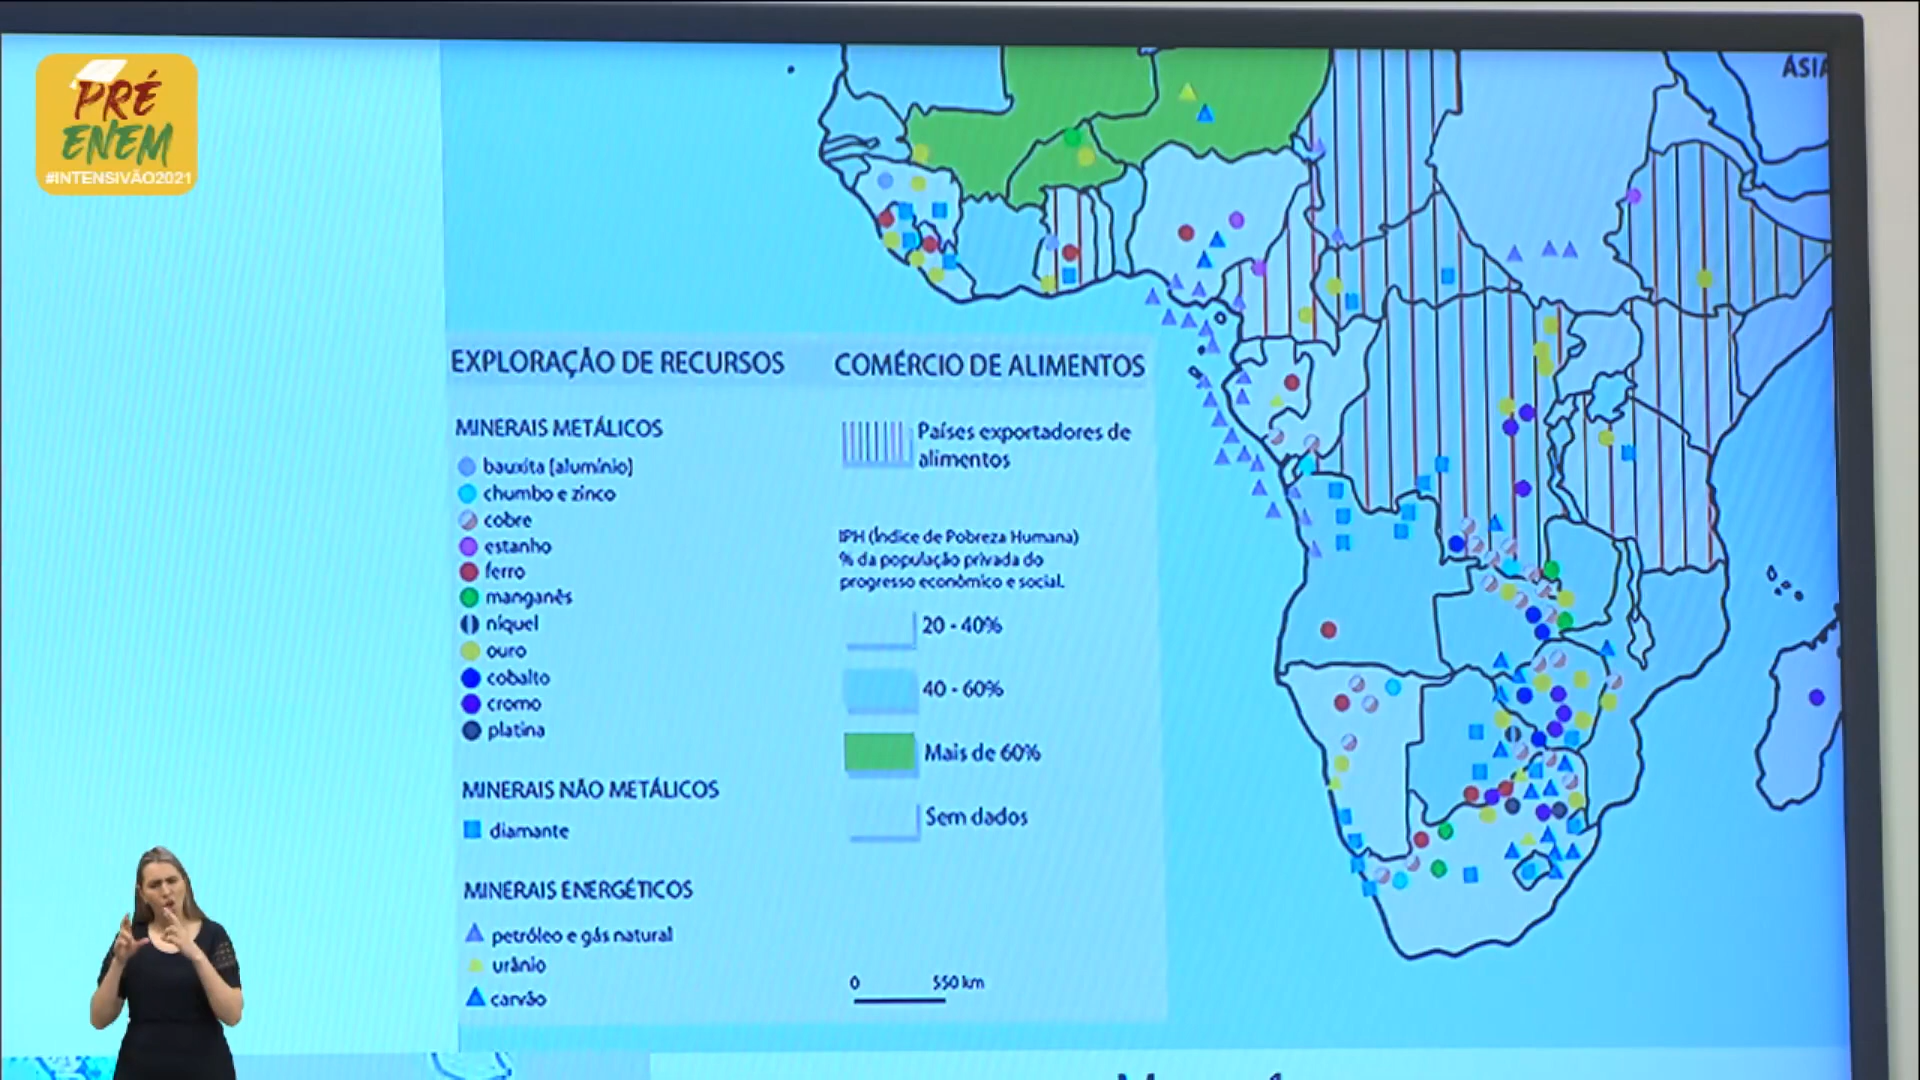 PRÉ
ENEM
#INTENSIVÃO2021
ÁSIA
EXPLORAÇÃO DE RECURSOS
MINERAIS METÁLICOS
bauxita (alumínio)
chumbo e zinco
cobre
estanho
ferro
manganês
níquel
ouro
cobalto
cromo
platina
MINERAIS NÃO METÁLICOS
diamante
MINERAIS ENERGÉTICOS
petróleo e gás natural
urânio
carvão
COMÉRCIO DE ALIMENTOS
Países exportadores de
alimentos
IPH (Índice de Pobreza Humana)
% da população privada do
progresso econômico e social.
20 - 40%
40 - 60%
Mais de 60%
Sem dados
0 550 km